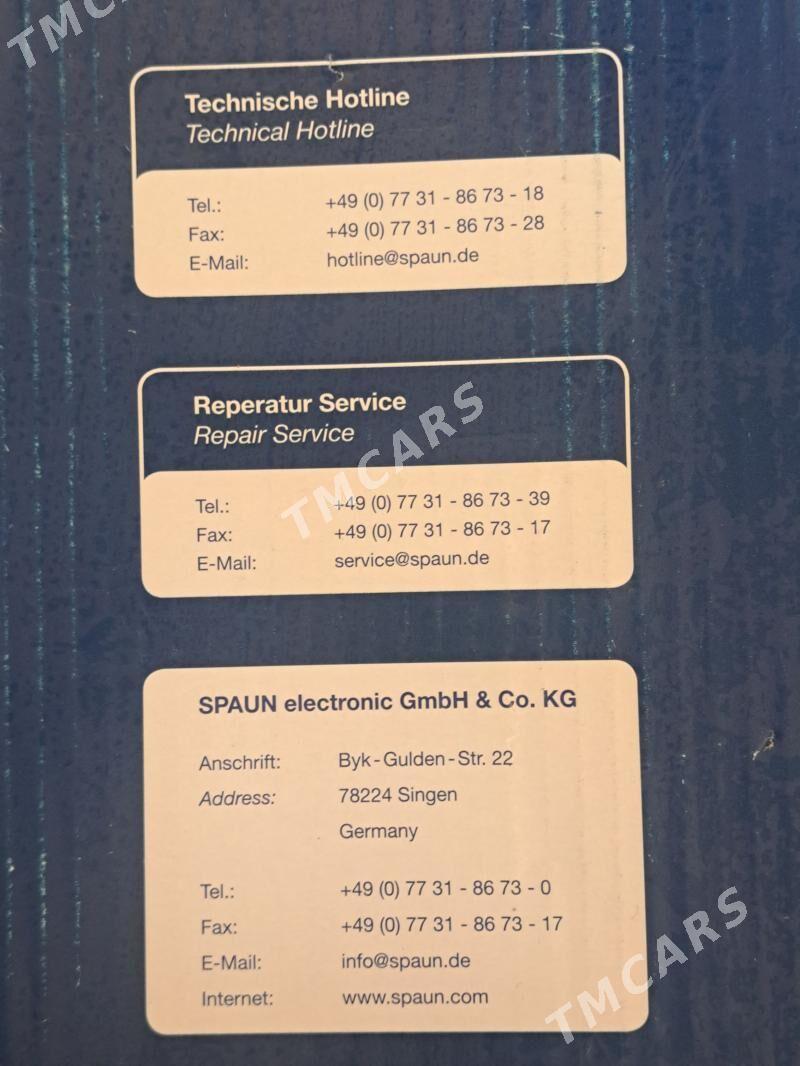 TMCARS
Technische Hotline
Technical Hotline
Tel.: +49 (0) 77 31 - 86 73 - 18
Fax: +49 (0) 77 31 - 86 73 - 28
E-Mail: hotline@spaun.de
Reperatur Service
Repair Service
TMCARS
Tel.: +49 (0) 77 31 - 86 73 - 39
Fax: +49 (0) 77 31 - 86 73 - 17
E-Mail: service@spaun.de
SPAUN electronic GmbH & Co. KG
Anschrift: Byk-Gulden-Str. 22
Address: 78224 Singen
Germany
Tel.: +49 (0) 77 31 - 86 73 - 0
Fax: +49 (0) 77 31 - 86 73 - 17
E-Mail: info@spaun.de
Internet: www.spaun.com
TMCARS